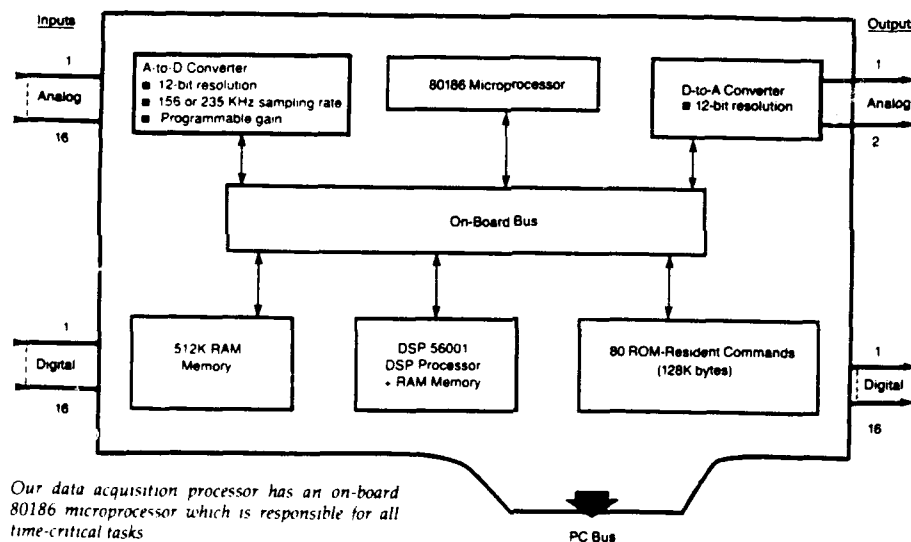 Inputs
Output
1
Analog
16
A-to-D Converter
■ 12-bit resolution
■ 156 or 235 KHz sampling rate
■ Programmable gain
80186 Microprocessor
D-to-A Converter
■ 12-bit resolution
1
Analog
2
On-Board Bus
1
Digital
16
512K RAM
Memory
DSP 56001
DSP Processor
+ RAM Memory
80 ROM-Resident Commands
(128K bytes)
1
Digital
16
Our data acquisition processor has an on-board
80186 microprocessor which is responsible for all
time-critical tasks
PC Bus